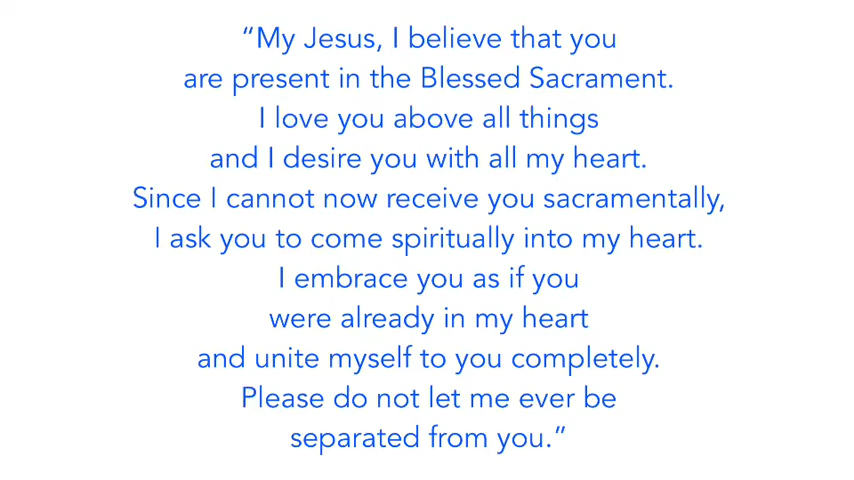 “My Jesus, I believe that you
are present in the Blessed Sacrament.
I love you above all things
and I desire you with all my heart.
Since I cannot now receive you sacramentally,
I ask you to come spiritually into my heart.
I embrace you as if you
were already in my heart
and unite myself to you completely.
Please do not let me ever be
separated from you.”